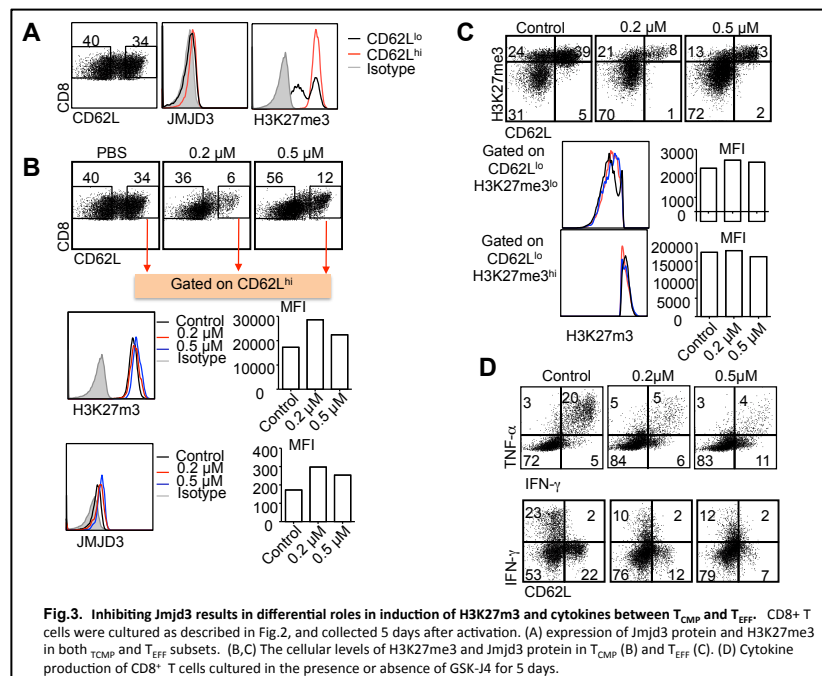 A
40 34
CD8
CD62L
JMJD3
H3K27me3
CD62Llo
CD62Lhi
Isotype
B
PBS 0.2 µM 0.5 µM
40 34 36 6 56 12
CD8
CD62L
Gated on CD62Lhi
Control
0.2 µM
0.5 µM
Isotype
H3K27m3
MFI
30000
20000
10000
0
Control 0.2 µM 0.5 µM
Control
0.2 µM
0.5 µM
Isotype
JMJD3
MFI
400
300
200
100
0
Control 0.2 µM 0.5 µM
C
Control 0.2 µM 0.5 µM
24 39 21 8 13 13
H3K27me3
31 5 70 1 72 2
CD62L
Gated on
CD62Llo
H3K27me3lo
MFI
3000
2000
1000
0
Gated on
CD62Llo
H3K27me3hi
MFI
20000
15000
10000
5000
0
H3K27m3
Control 0.2 µM 0.5 µM
D
Control 0.2µM 0.5µM
3 20 5 5 3 4
TNF-α
72 5 84 6 83 11
IFN-γ
23 2 10 2 12 2
IFN-γ
53 22 76 12 79 7
CD62L
Fig.3. Inhibiting Jmjd3 results in differential roles in induction of H3K27m3 and cytokines between TCMP and TEFF. CD8+ T
cells were cultured as described in Fig.2, and collected 5 days after activation. (A) expression of Jmjd3 protein and H3K27me3
in both TCMP and TEFF subsets. (B,C) The cellular levels of H3K27me3 and Jmjd3 protein in TCMP (B) and TEFF (C). (D) Cytokine
production of CD8+ T cells cultured in the presence or absence of GSK-J4 for 5 days.